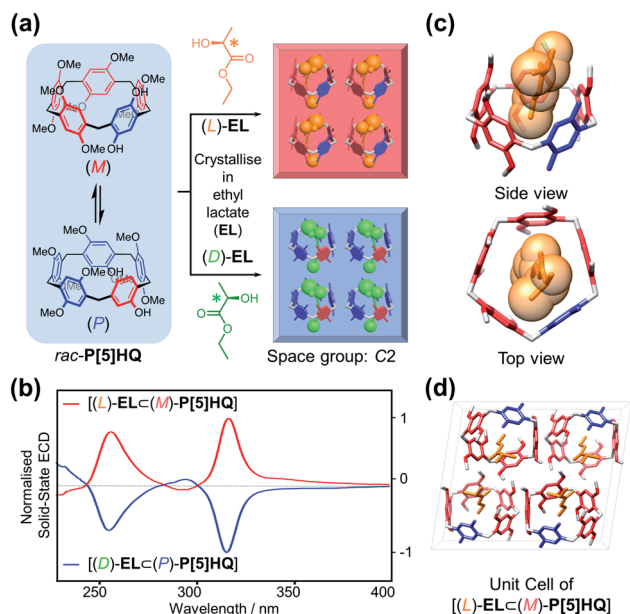 (a)
MeO
OMe
OMe
OH
MeO
MeO
MeO
OMe
OH
(M)
MeO
OMe
OMe
OMe
OH
MeO
MeO
OMe
OH
(P)
rac-P[5]HQ
HO
*
O
O
(L)-EL
Crystallise
in
ethyl
lactate
(EL)
(D)-EL
*
OH
O
O
Space group: C2
(c)
Side view
Top view
(b)
[(L)-EL⊂(M)-P[5]HQ]
[(D)-EL⊂(P)-P[5]HQ]
Normalised
Solid-State ECD
1
0
-1
250
300
350
400
Wavelength / nm
(d)
Unit Cell of
[(L)-EL⊂(M)-P[5]HQ]